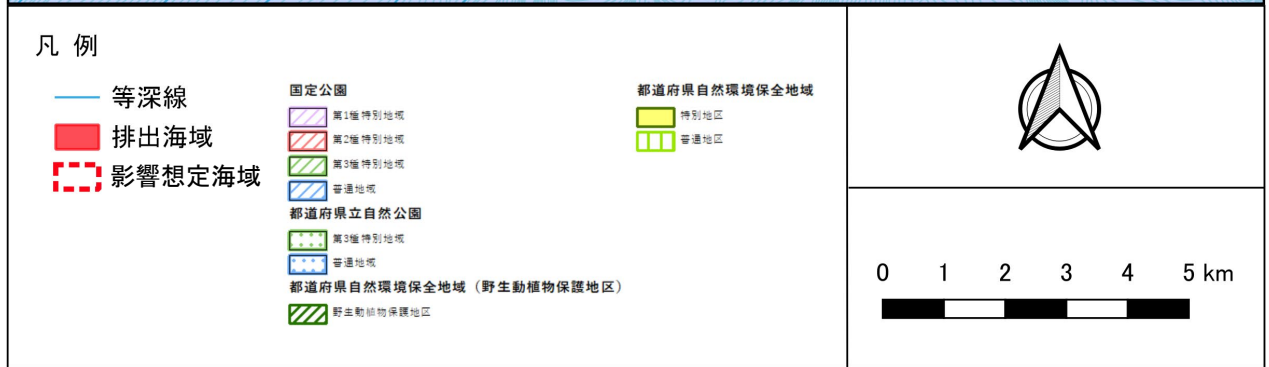 凡 例
等深線
排出海域
影響想定海域
国定公園
第1種特別地域
第2種特別地域
第3種特別地域
普通地域
都道府県立自然公園
第3種特別地域
普通地域
都道府県自然環境保全地域（野生動植物保護地区）
野生動植物保護地区
都道府県自然環境保全地域
特別地区
普通地区
0 1 2 3 4 5 km